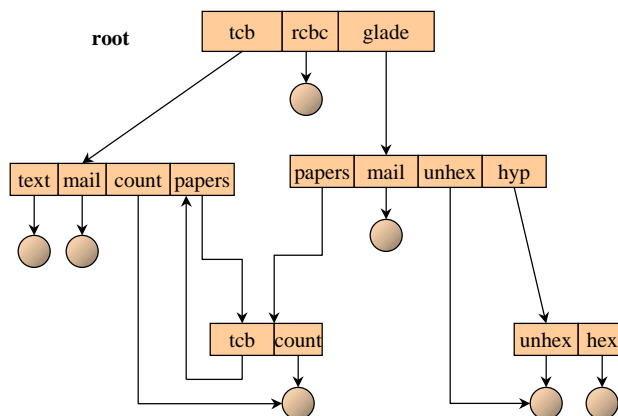 root tcb rcbc glade
text mail count papers
papers mail unhex hyp
tcb count
unhex hex